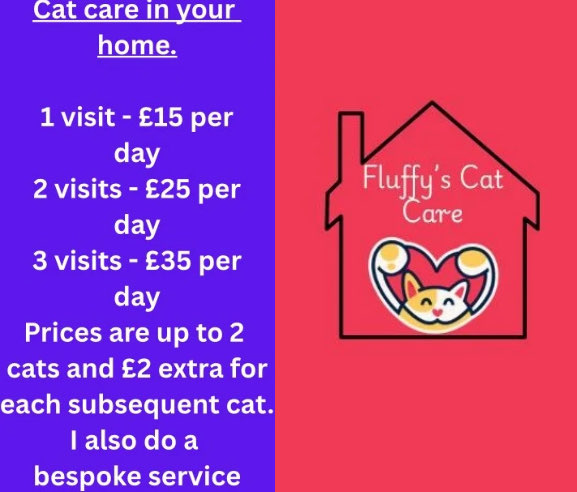 Cat care in your
home.
1 visit - £15 per
day
2 visits - £25 per
day
3 visits - £35 per
day
Prices are up to 2
cats and £2 extra for
each subsequent cat.
I also do a
bespoke service
Fluffy's Cat
Care